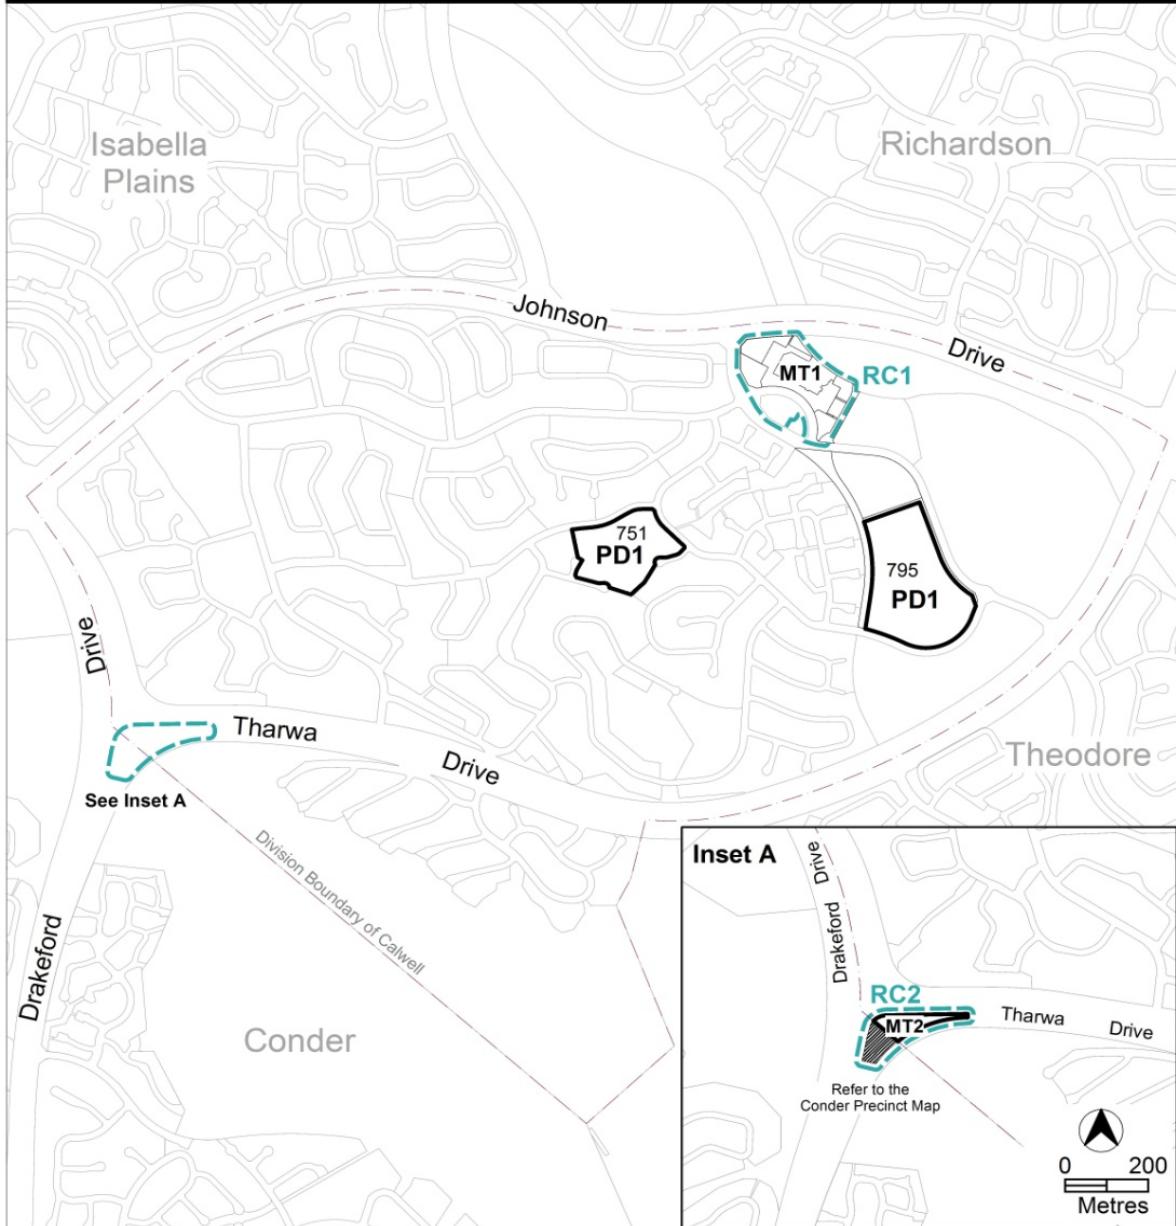 Isabella
Plains
Richardson
Johnson
Drive
MT1
RC1
751
PD1
795
PD1
Drive
Tharwa
Drive
Theodore
See Inset A
Division Boundary of Calwell
Drakeford
Conder
Inset A
Drive
Drakeford
RC2
MT2
Tharwa
Drive
Refer to the
Conder Precinct Map
0 200
Metres